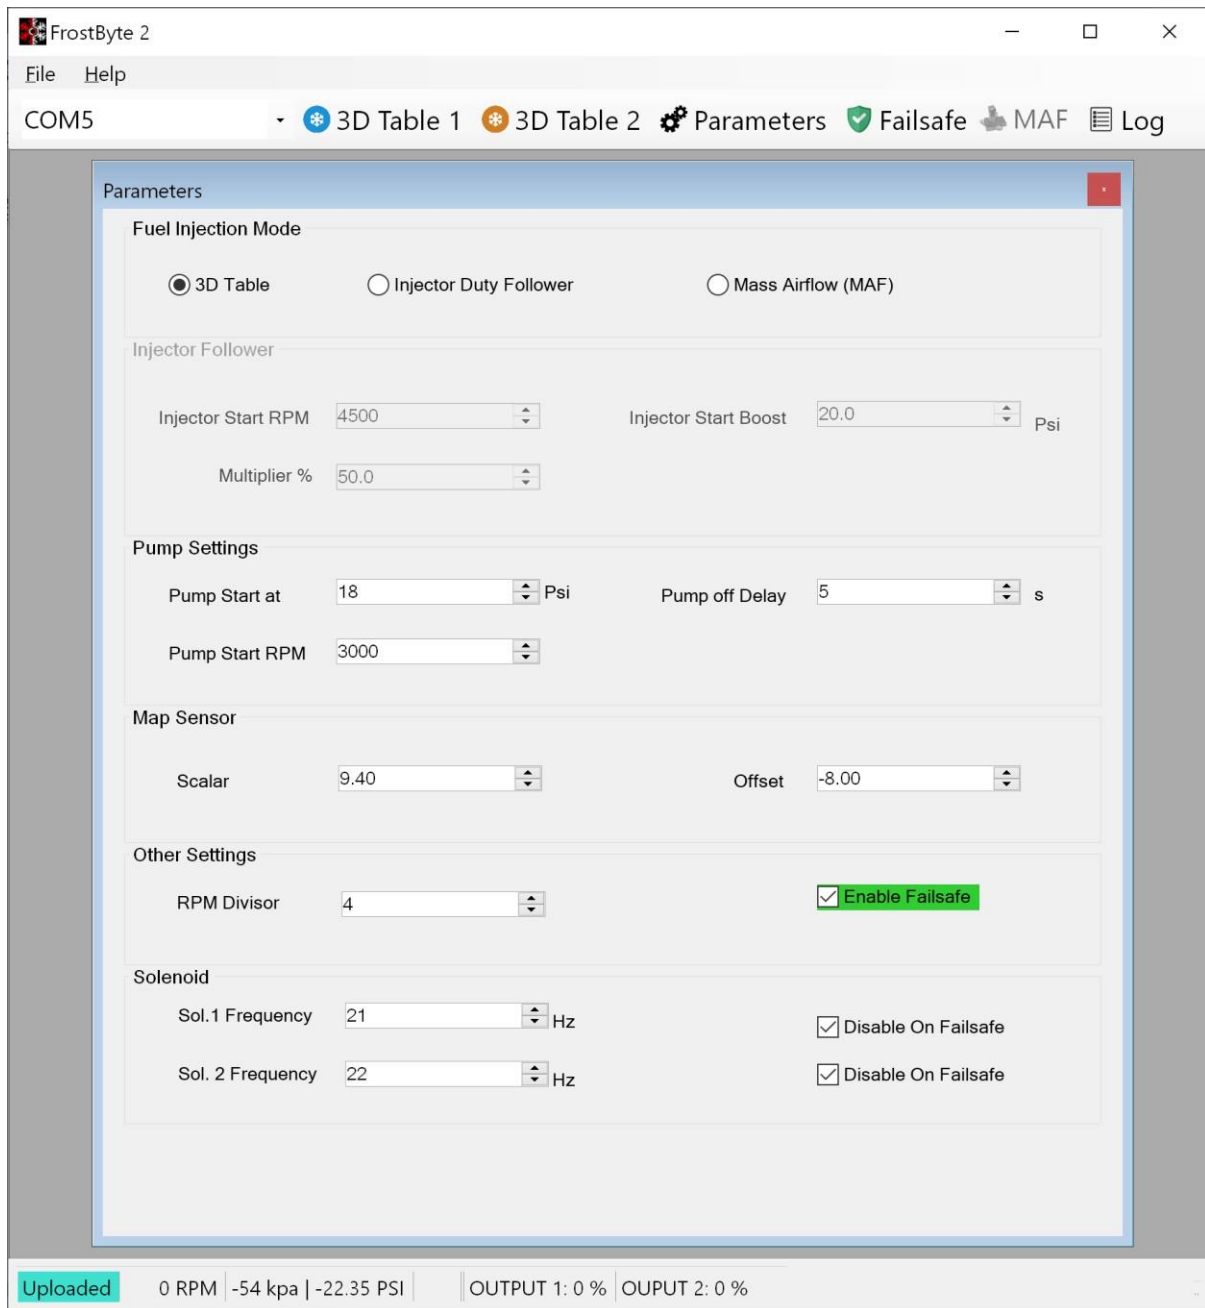 FrostByte 2
File Help
COM5 3D Table 1 3D Table 2 Parameters Failsafe MAF Log
Parameters
Fuel Injection Mode
3D Table Injector Duty Follower Mass Airflow (MAF)
Injector Follower
Injector Start RPM 4500 Injector Start Boost 20.0 Psi
Multiplier % 50.0
Pump Settings
Pump Start at 18 Psi Pump off Delay 5 s
Pump Start RPM 3000
Map Sensor
Scalar 9.40 Offset -8.00
Other Settings
RPM Divisor 4 Enable Failsafe
Solenoid
Sol.1 Frequency 21 Hz Disable On Failsafe
Sol. 2 Frequency 22 Hz Disable On Failsafe
Uploaded 0 RPM -54 kpa | -22.35 PSI OUTPUT 1: 0 % OUPUT 2: 0 %